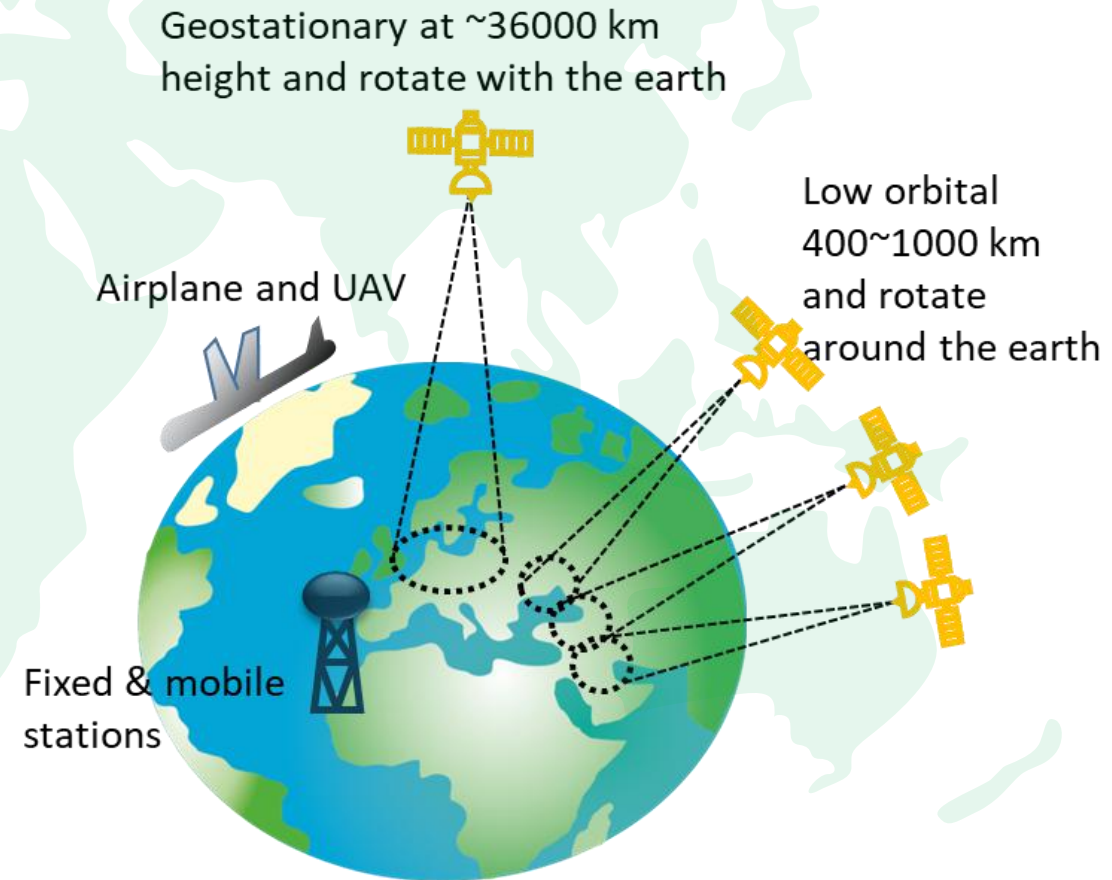 Geostationary at ~36000 km
height and rotate with the earth
Low orbital
400~1000 km
and rotate
around the earth
Airplane and UAV
Fixed & mobile
stations